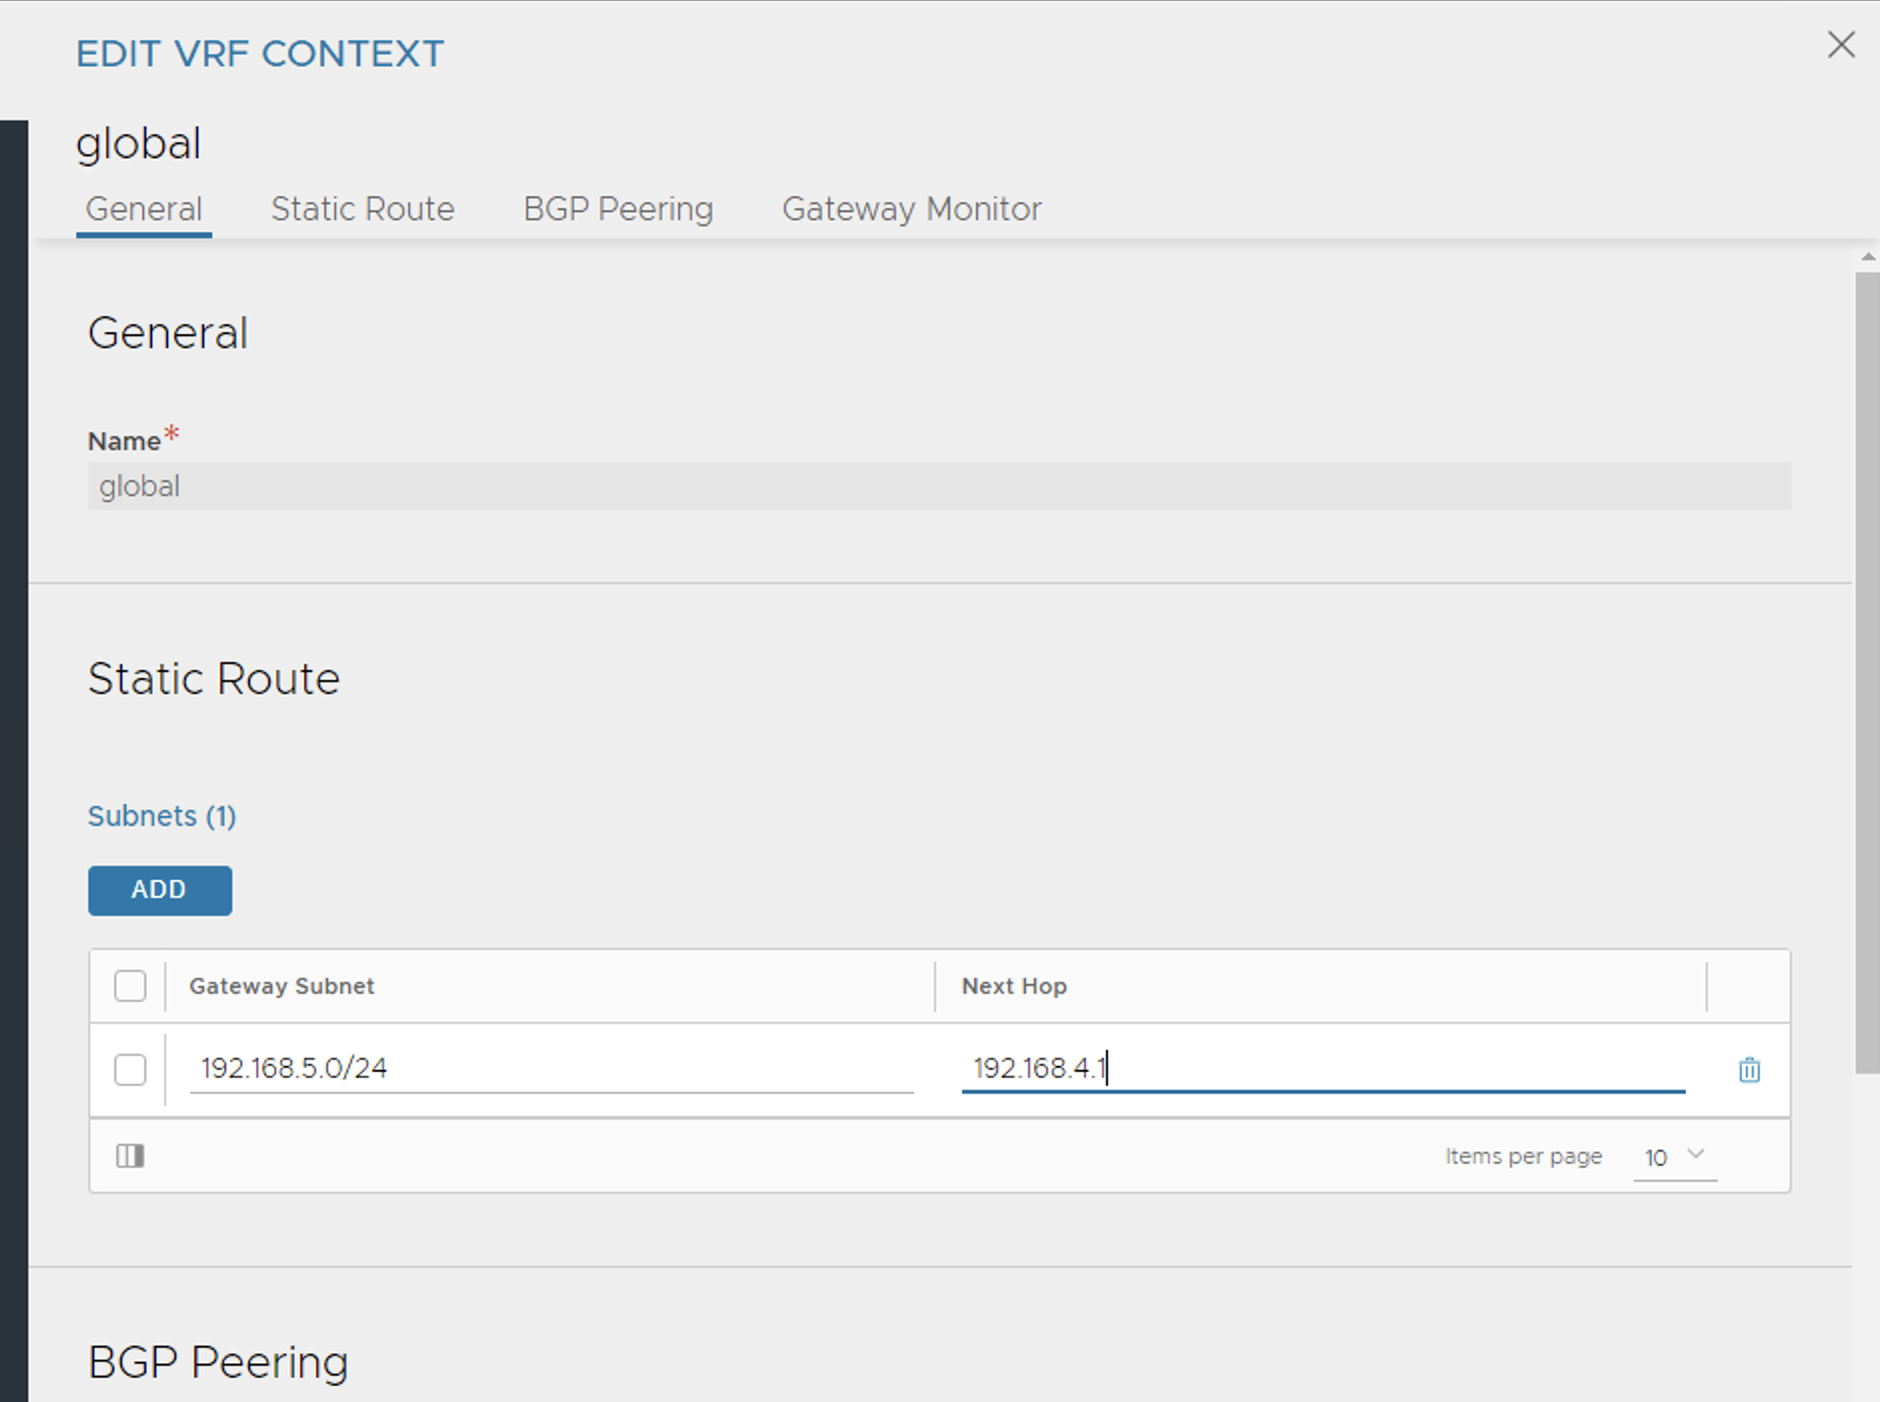 EDIT VRF CONTEXT
global
General Static Route BGP Peering Gateway Monitor
General
Name*
global
Static Route
Subnets (1)
ADD
Gateway Subnet Next Hop
192.168.5.0/24 192.168.4.1
Items per page 10
BGP Peering